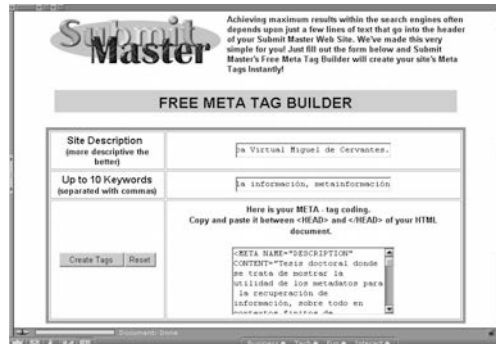 Submit
Master
Achieving maximum results within the search engines often
depends upon just a few lines of text that go into the header
of your Submit Master Web Site. We've made this very
simple for you! Just fill out the form below and Submit
Master's Free Meta Tag Builder will create your site's Meta
Tags Instantly!
FREE META TAG BUILDER
Site Description
(more descriptive the
better)
Virtual Miguel de Cervantes.
Up to 10 Keywords
(separated with commas)
la información, metainformación
Here is your META - tag coding.
Copy and paste it between <HEAD> and </HEAD> of your HTML
document.
Create Tags Reset
<META NAME="DESCRIPTION"
CONTENT="Tesis doctoral donde
se trata de mostrar la
utilidad de los metadatos para
la recuperación de
información, sobre todo en
contextos finitos de
Document: Done